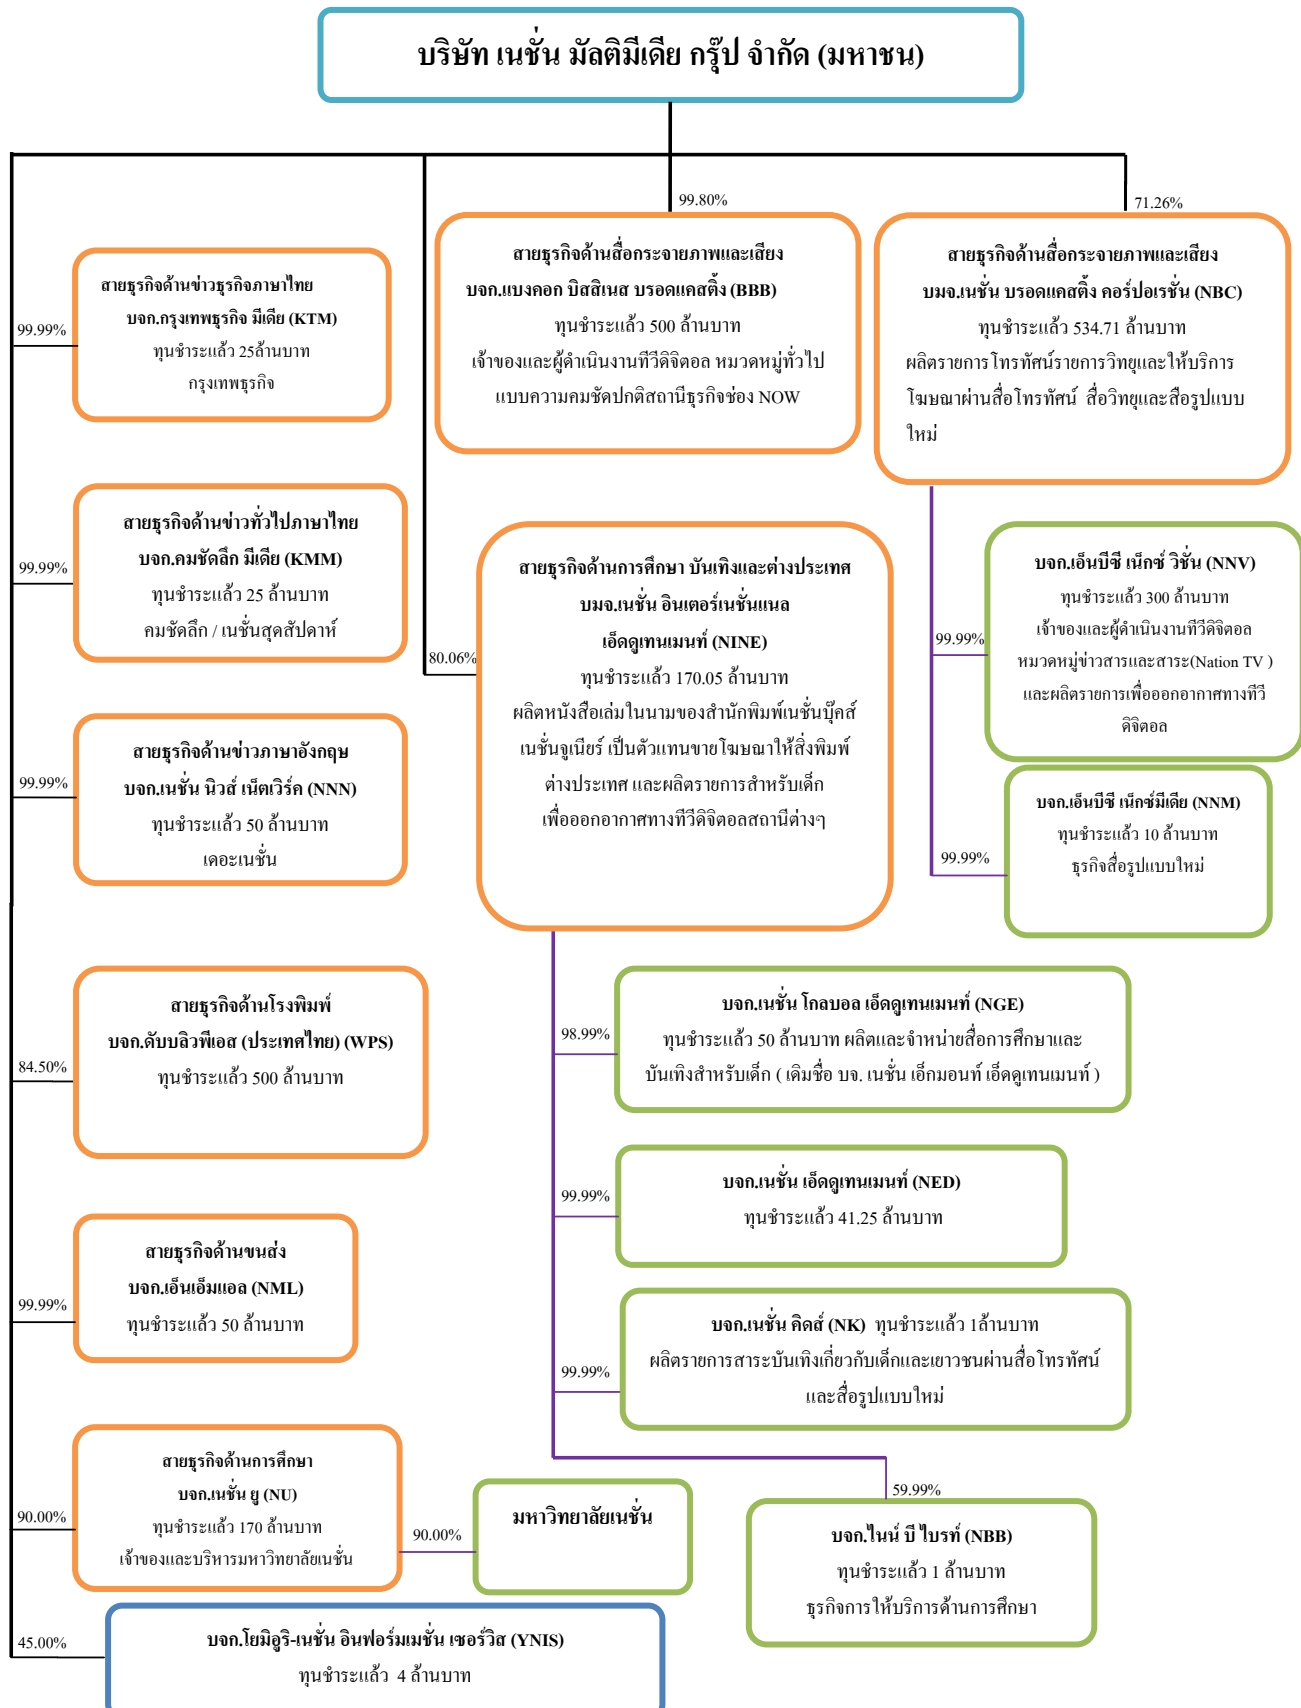 บริษัท เนชั่น มัลติมีเดีย กรุ๊ป จำกัด (มหาชน)
99.99%
สายธุรกิจด้านข่าวธุรกิจภาษาไทย
บจก.กรุงเทพธุรกิจ มีเดีย (KTM)
ทุนชำระแล้ว 25ล้านบาท
กรุงเทพธุรกิจ
99.99%
สายธุรกิจด้านข่าวทั่วไปภาษาไทย
บจก.คมชัดลึก มีเดีย (KMM)
ทุนชำระแล้ว 25 ล้านบาท
คมชัดลึก / เนชั่นสุดสัปดาห์
99.99%
สายธุรกิจด้านข่าวภาษาอังกฤษ
บจก.เนชั่น นิวส์ เน็ตเวิร์ค (NNN)
ทุนชำระแล้ว 50 ล้านบาท
เดอะเนชั่น
84.50%
สายธุรกิจด้านโรงพิมพ์
บจก.ดับบลิวพีเอส (ประเทศไทย) (WPS)
ทุนชำระแล้ว 500 ล้านบาท
99.99%
สายธุรกิจด้านขนส่ง
บจก.เอ็นเอ็มแอล (NML)
ทุนชำระแล้ว 50 ล้านบาท
90.00%
สายธุรกิจด้านการศึกษา
บจก.เนชั่น ยู (NU)
ทุนชำระแล้ว 170 ล้านบาท
เจ้าของและบริหารมหาวิทยาลัยเนชั่น
90.00%
มหาวิทยาลัยเนชั่น
45.00%
บจก.โยมิอูริ-เนชั่น อินฟอร์มเมชั่น เซอร์วิส (YNIS)
ทุนชำระแล้ว 4 ล้านบาท
99.80%
สายธุรกิจด้านสื่อกระจายภาพและเสียง
บจก.แบงคอก บิสสิเนส บรอดแคสติ้ง (BBB)
ทุนชำระแล้ว 500 ล้านบาท
เจ้าของและผู้ดำเนินงานทีวีดิจิตอล หมวดหมู่ทั่วไป
แบบความคมชัดปกติสถานีธุรกิจช่อง NOW
80.06%
สายธุรกิจด้านการศึกษา บันเทิงและต่างประเทศ
บมจ.เนชั่น อินเตอร์เนชั่นแนล
เอ็ดดูเทนเมนท์ (NINE)
ทุนชำระแล้ว 170.05 ล้านบาท
ผลิตหนังสือเล่มในนามของสำนักพิมพ์เนชั่นบุ๊คส์
เนชั่นจูเนียร์ เป็นตัวแทนขายโฆษณาให้สิ่งพิมพ์
ต่างประเทศ และผลิตรายการสำหรับเด็ก
เพื่อออกอากาศทางทีวีดิจิตอลสถานีต่างๆ
98.99%
บจก.เนชั่น โกลบอล เอ็ดดูเทนเมนท์ (NGE)
ทุนชำระแล้ว 50 ล้านบาท ผลิตและจำหน่ายสื่อการศึกษาและ
บันเทิงสำหรับเด็ก ( เดิมชื่อ บจ. เนชั่น เอ็กมอนท์ เอ็ดดูเทนเมนท์ )
99.99%
บจก.เนชั่น เอ็ดดูเทนเมนท์ (NED)
ทุนชำระแล้ว 41.25 ล้านบาท
99.99%
บจก.เนชั่น คิดส์ (NK) ทุนชำระแล้ว 1ล้านบาท
ผลิตรายการสาระบันเทิงเกี่ยวกับเด็กและเยาวชนผ่านสื่อโทรทัศน์
และสื่อรูปแบบใหม่
59.99%
บจก.ไนน์ บี ไบรท์ (NBB)
ทุนชำระแล้ว 1 ล้านบาท
ธุรกิจการให้บริการด้านการศึกษา
71.26%
สายธุรกิจด้านสื่อกระจายภาพและเสียง
บมจ.เนชั่น บรอดแคสติ้ง คอร์ปอเรชั่น (NBC)
ทุนชำระแล้ว 534.71 ล้านบาท
ผลิตรายการโทรทัศน์รายการวิทยุและให้บริการ
โฆษณาผ่านสื่อโทรทัศน์ สื่อวิทยุและสือรูปแบบ
ใหม่
99.99%
บจก.เอ็นบีซี เน็กซ์ วิชั่น (NNV)
ทุนชำระแล้ว 300 ล้านบาท
เจ้าของและผู้ดำเนินงานทีวีดิจิตอล
หมวดหมู่ข่าวสารและสาระ(Nation TV )
และผลิตรายการเพื่อออกอากาศทางทีวี
ดิจิตอล
99.99%
บจก.เอ็นบีซี เน็กซ์มีเดีย (NNM)
ทุนชำระแล้ว 10 ล้านบาท
ธุรกิจสื่อรูปแบบใหม่